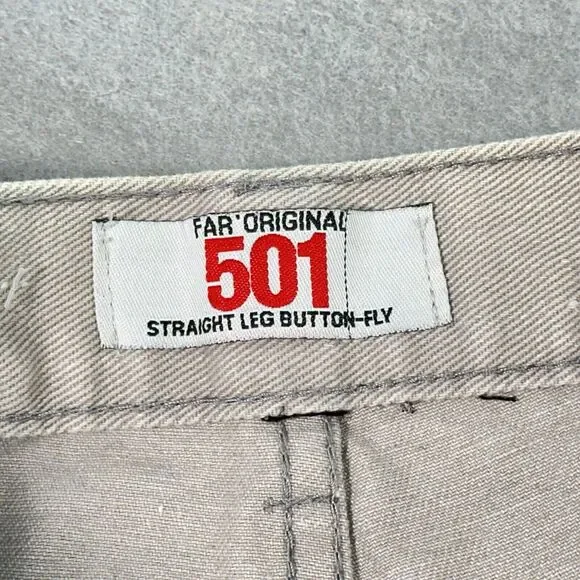 FAR'ORIGINAL
501
STRAIGHT LEG BUTTON-FLY